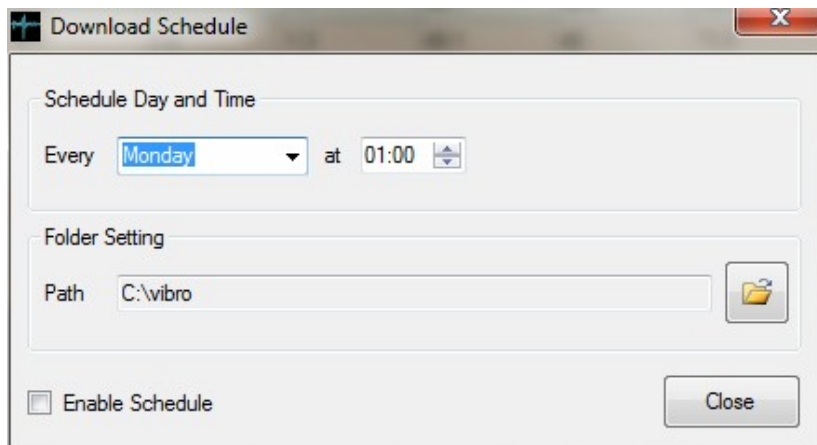 Download Schedule
Schedule Day and Time
Every Monday at 01:00
Folder Setting
Path C:\vibro
Enable Schedule Close